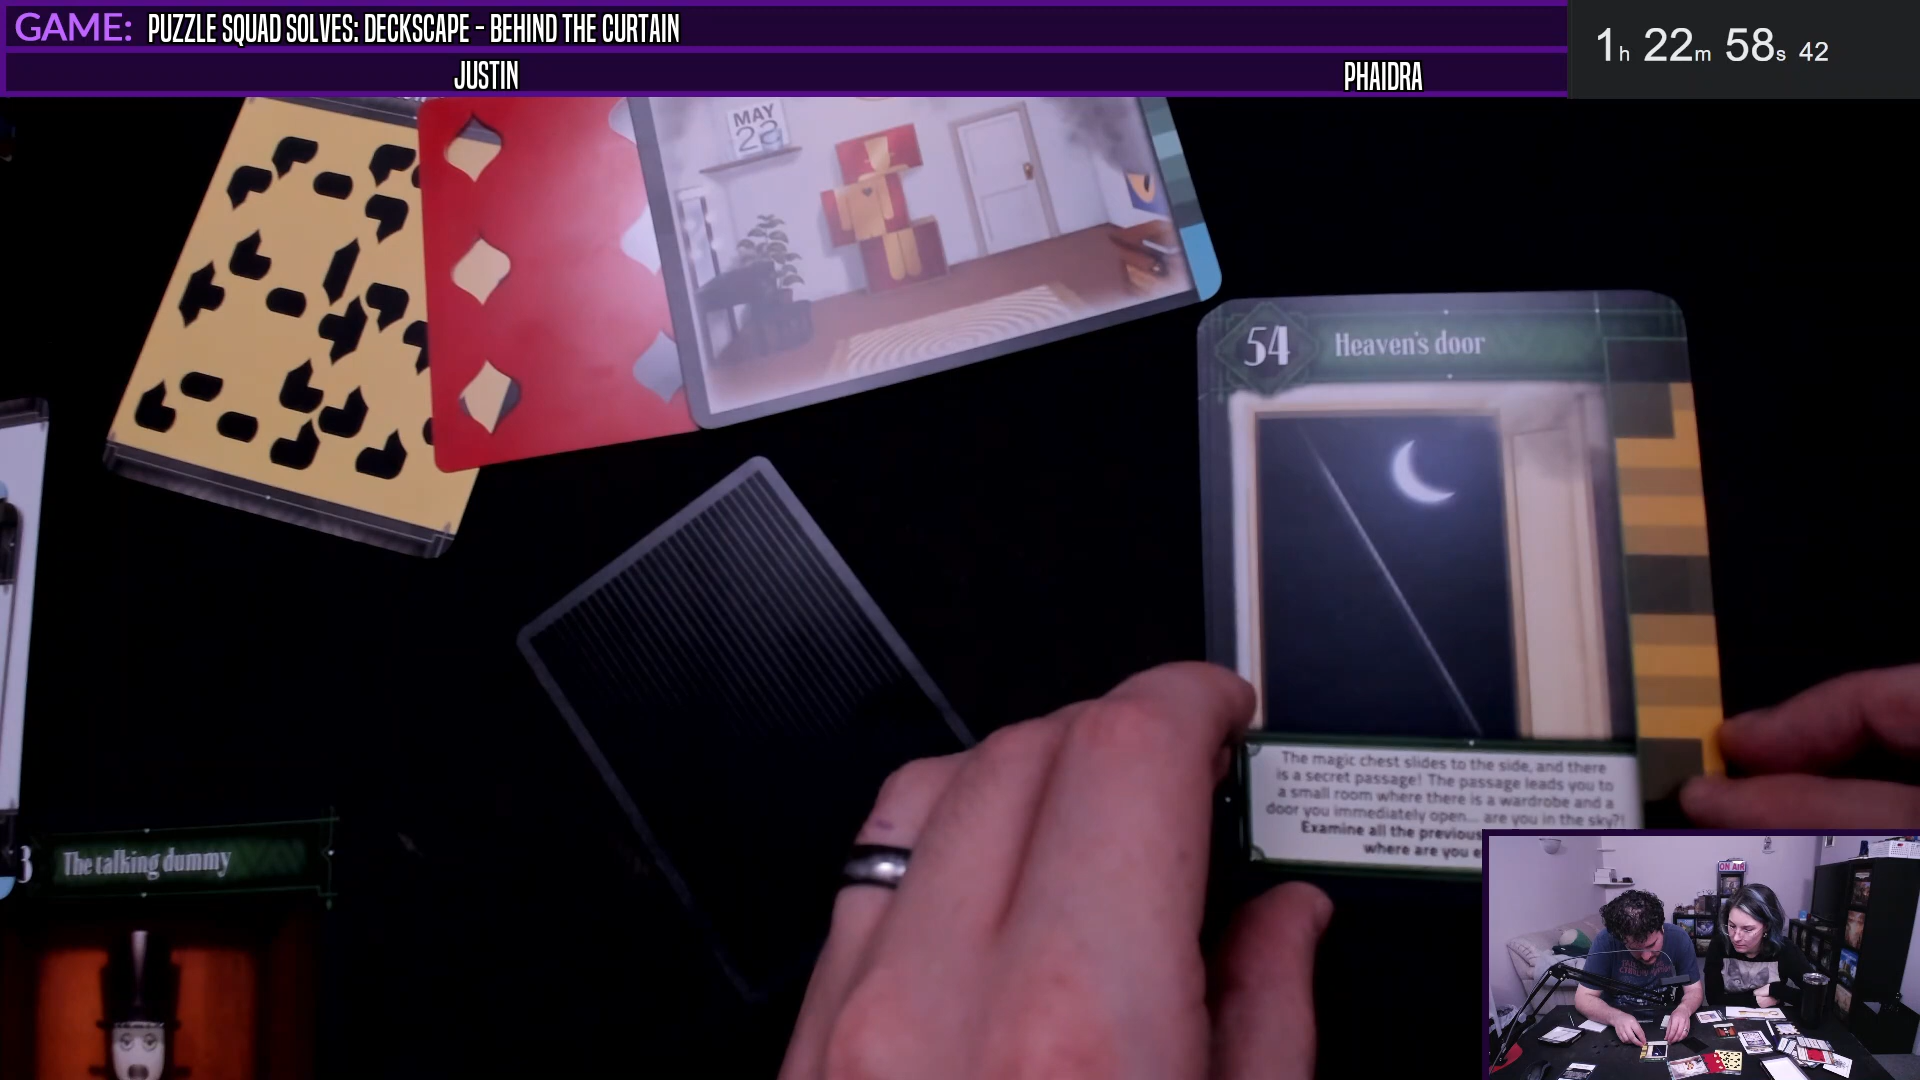 GAME: PUZZLE SQUAD SOLVES: DECKSCAPE - BEHIND THE CURTAIN
1h 22m 58s 42
JUSTIN
PHAIDRA
MAY
22
54 Heaven's door
The magic chest slides to the side, and there
is a secret passage! The passage leads you to
a small room where there is a wardrobe and a
door you immediately open... are you in the sky?!
Examine all the previous
where are you
3 The talking dummy
ON AIR